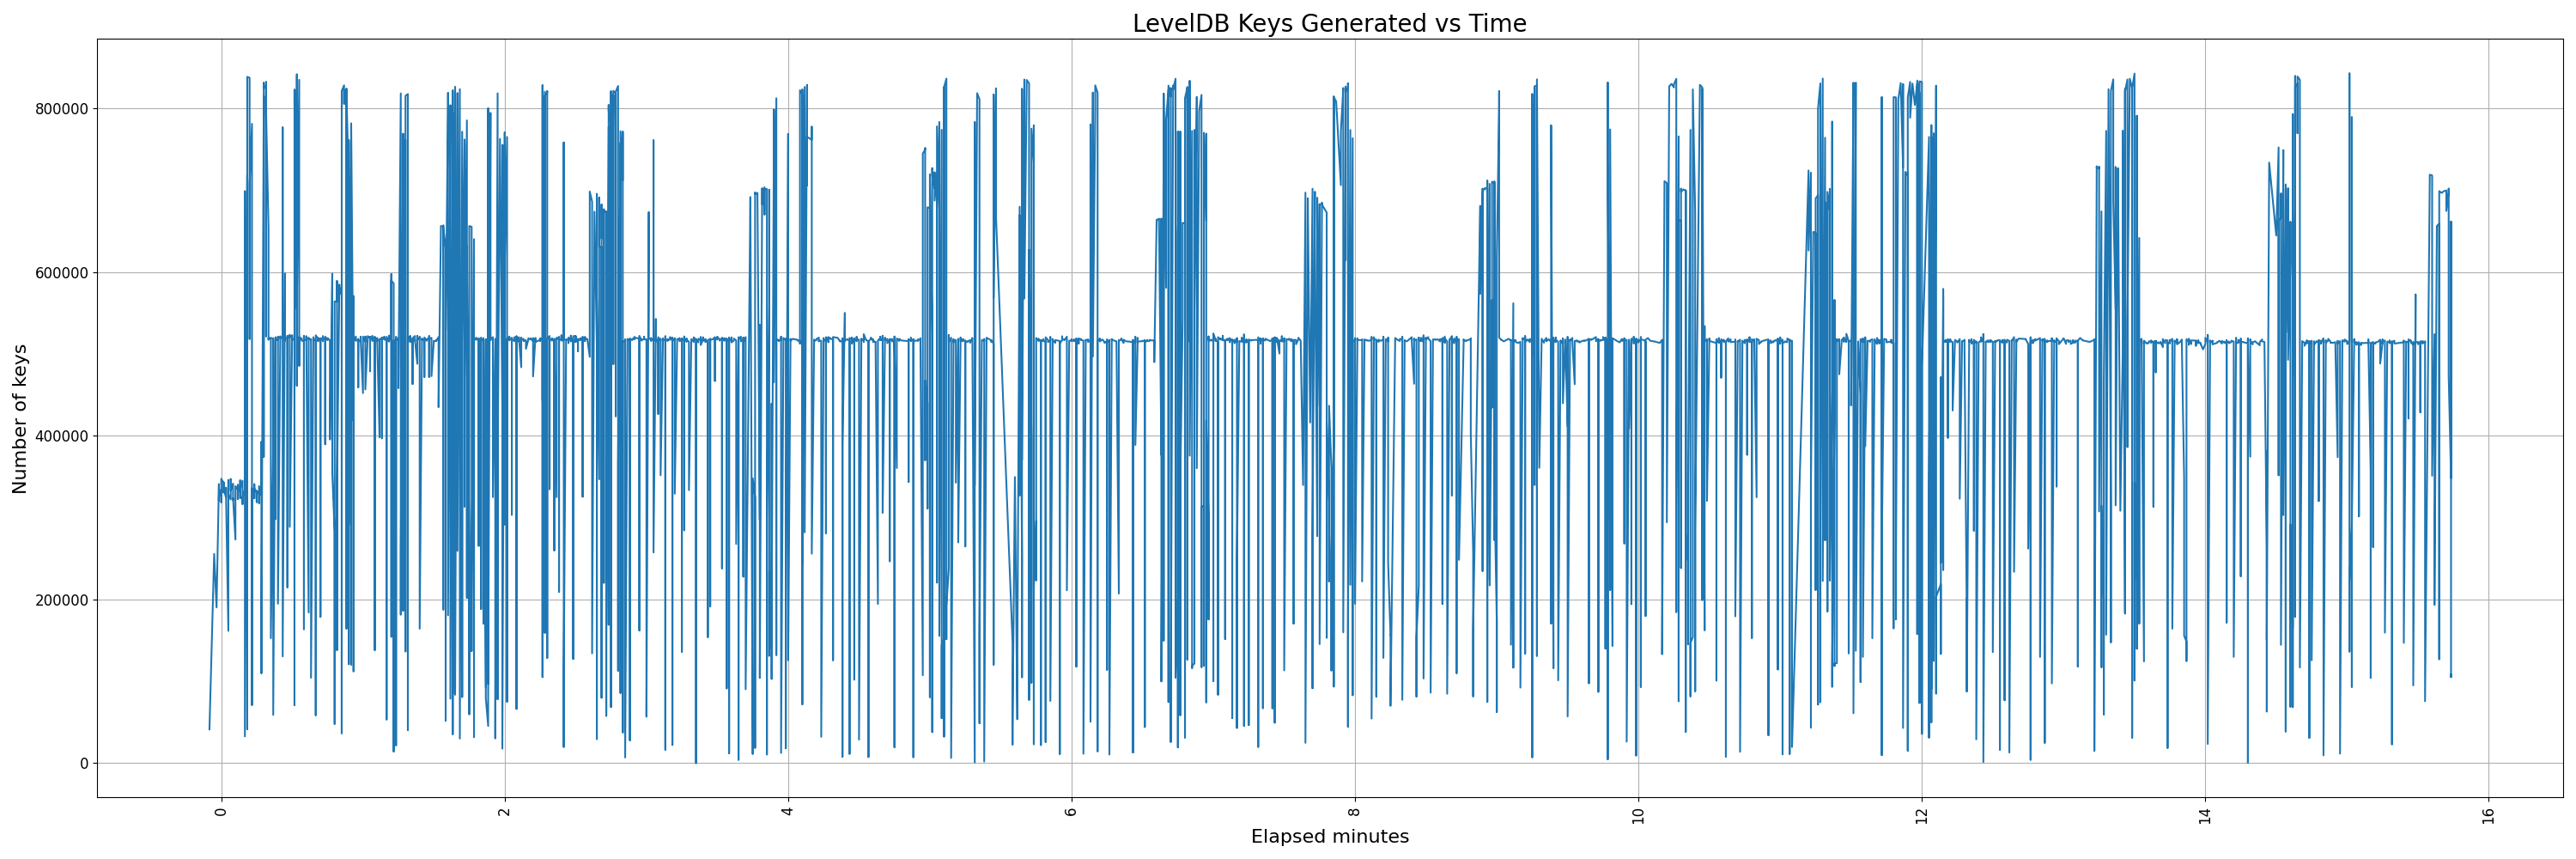 LevelDB Keys Generated vs Time
Number of keys
800000
600000
400000
200000
0
0 2 4 6 8 10 12 14 16
Elapsed minutes